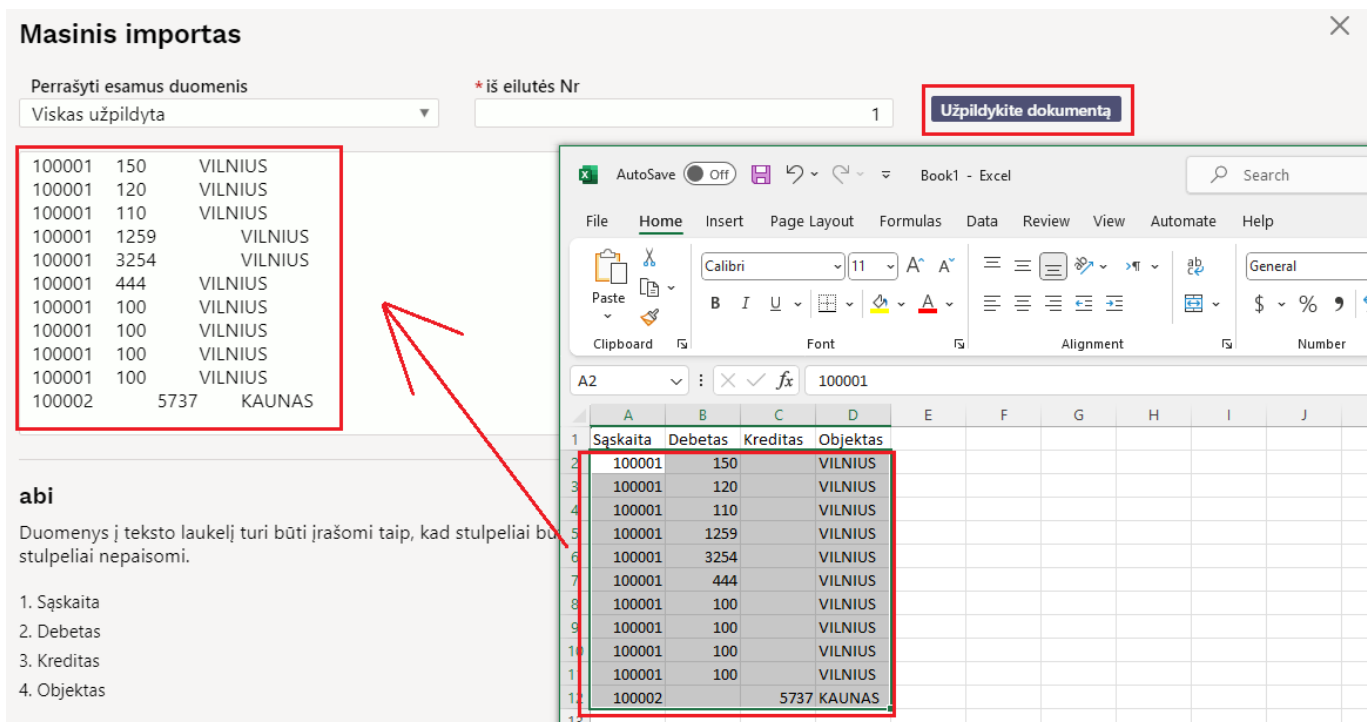 Masinis importas
Perrašyti esamus duomenis
* iš eilutės Nr
Viskas užpildyta
1
Užpildykite dokumentą
100001 150 VILNIUS
100001 120 VILNIUS
100001 110 VILNIUS
100001 1259 VILNIUS
100001 3254 VILNIUS
100001 444 VILNIUS
100001 100 VILNIUS
100001 100 VILNIUS
100001 100 VILNIUS
100001 100 VILNIUS
100002 5737 KAUNAS
abi
Duomenys į teksto laukelį turi būti įrašomi taip, kad stulpeliai
stulpeliai nepaisomi.
1. Sąskaita
2. Debetas
3. Kreditas
4. Objektas
AutoSave Off Book1 - Excel Search
File Home Insert Page Layout Formulas Data Review View Automate Help
Calibri 11 A A ab General
Paste B I U A $ % 9
Clipboard Font Alignment Number
A2 fx 100001
A B C D E F G H I J
1 Sąskaita Debetas Kreditas Objektas
2 100001 150 VILNIUS
3 100001 120 VILNIUS
4 100001 110 VILNIUS
5 100001 1259 VILNIUS
6 100001 3254 VILNIUS
7 100001 444 VILNIUS
8 100001 100 VILNIUS
9 100001 100 VILNIUS
10 100001 100 VILNIUS
11 100001 100 VILNIUS
12 100002 5737 KAUNAS